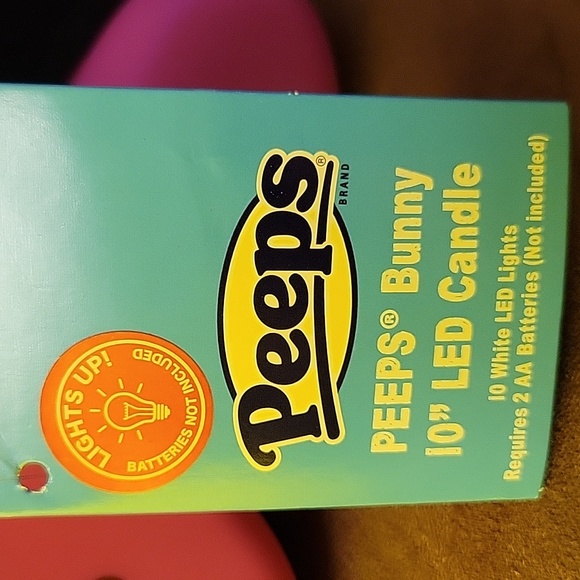 LIGHTS UP!
BATTERIES NOT INCLUDED
Peeps®
BRAND
PEEPS® Bunny
10” LED Candle
10 White LED Lights
Requires 2 AA Batteries (Not included)